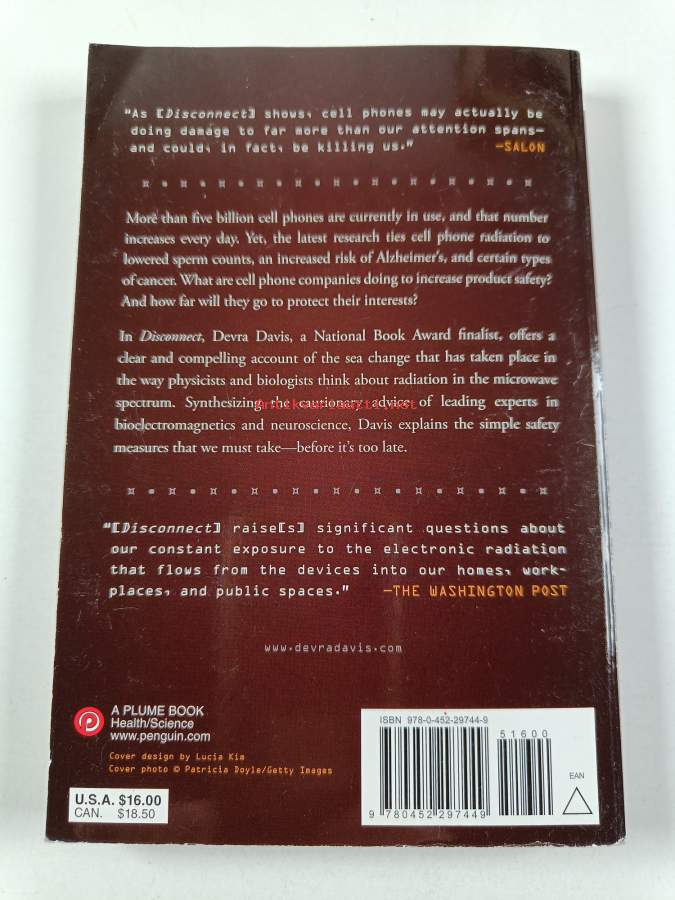 "As [Disconnect] shows, cell phones may actually be
doing damage to far more than our attention spans—
and could, in fact, be killing us." —SALON
More than five billion cell phones are currently in use, and that number
increases every day. Yet, the latest research ties cell phone radiation to
lowered sperm counts, an increased risk of Alzheimer's, and certain types
of cancer. What are cell phone companies doing to increase product safety?
And how far will they go to protect their interests?
In Disconnect, Devra Davis, a National Book Award finalist, offers a
clear and compelling account of the sea change that has taken place in
the way physicists and biologists think about radiation in the microwave
spectrum. Synthesizing the cautionary advice of leading experts in
bioelectromagnetics and neuroscience, Davis explains the simple safety
measures that we must take—before it's too late.
"[Disconnect] raise[s] significant questions about
our constant exposure to the electronic radiation
that flows from the devices into our homes, work-
places, and public spaces." —THE WASHINGTON POST
www.devradavis.com
A PLUME BOOK
Health/Science
www.penguin.com
Cover design by Lucia Kim
Cover photo © Patricia Doyle/Getty Images
U.S.A. $16.00
CAN. $18.50
ISBN 978-0-452-29744-9
51600
EAN
9 780452 297449